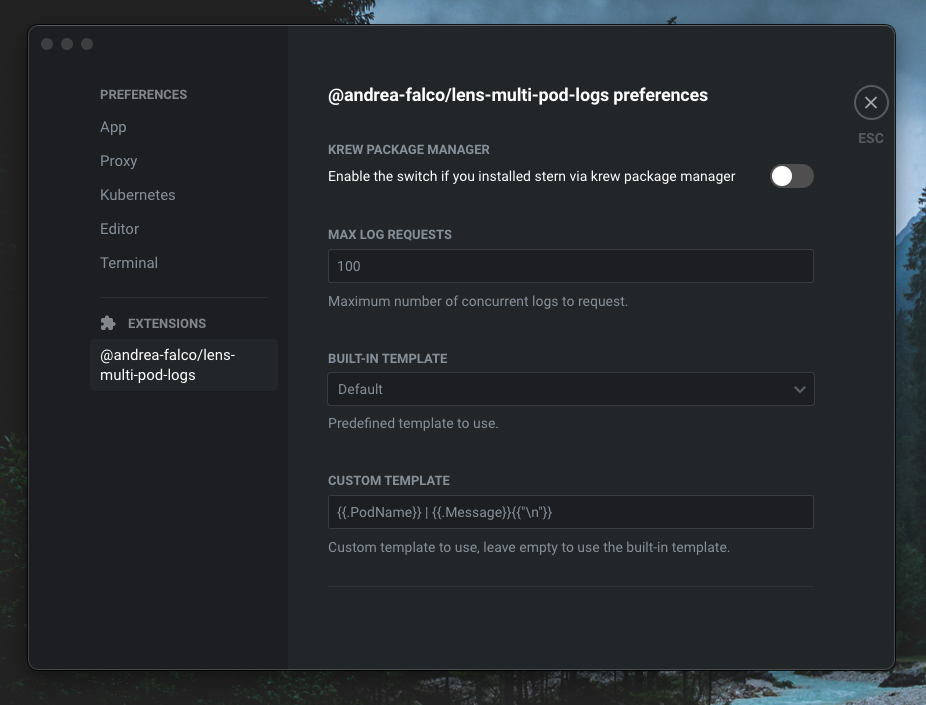 PREFERENCES
App
Proxy
Kubernetes
Editor
Terminal
EXTENSIONS
@andrea-falco/lens-
multi-pod-logs
@andrea-falco/lens-multi-pod-logs preferences
ESC
KREW PACKAGE MANAGER
Enable the switch if you installed stern via krew package manager
MAX LOG REQUESTS
100
Maximum number of concurrent logs to request.
BUILT-IN TEMPLATE
Default
Predefined template to use.
CUSTOM TEMPLATE
{{.PodName}} | {{.Message}}{{"\n"}}
Custom template to use, leave empty to use the built-in template.